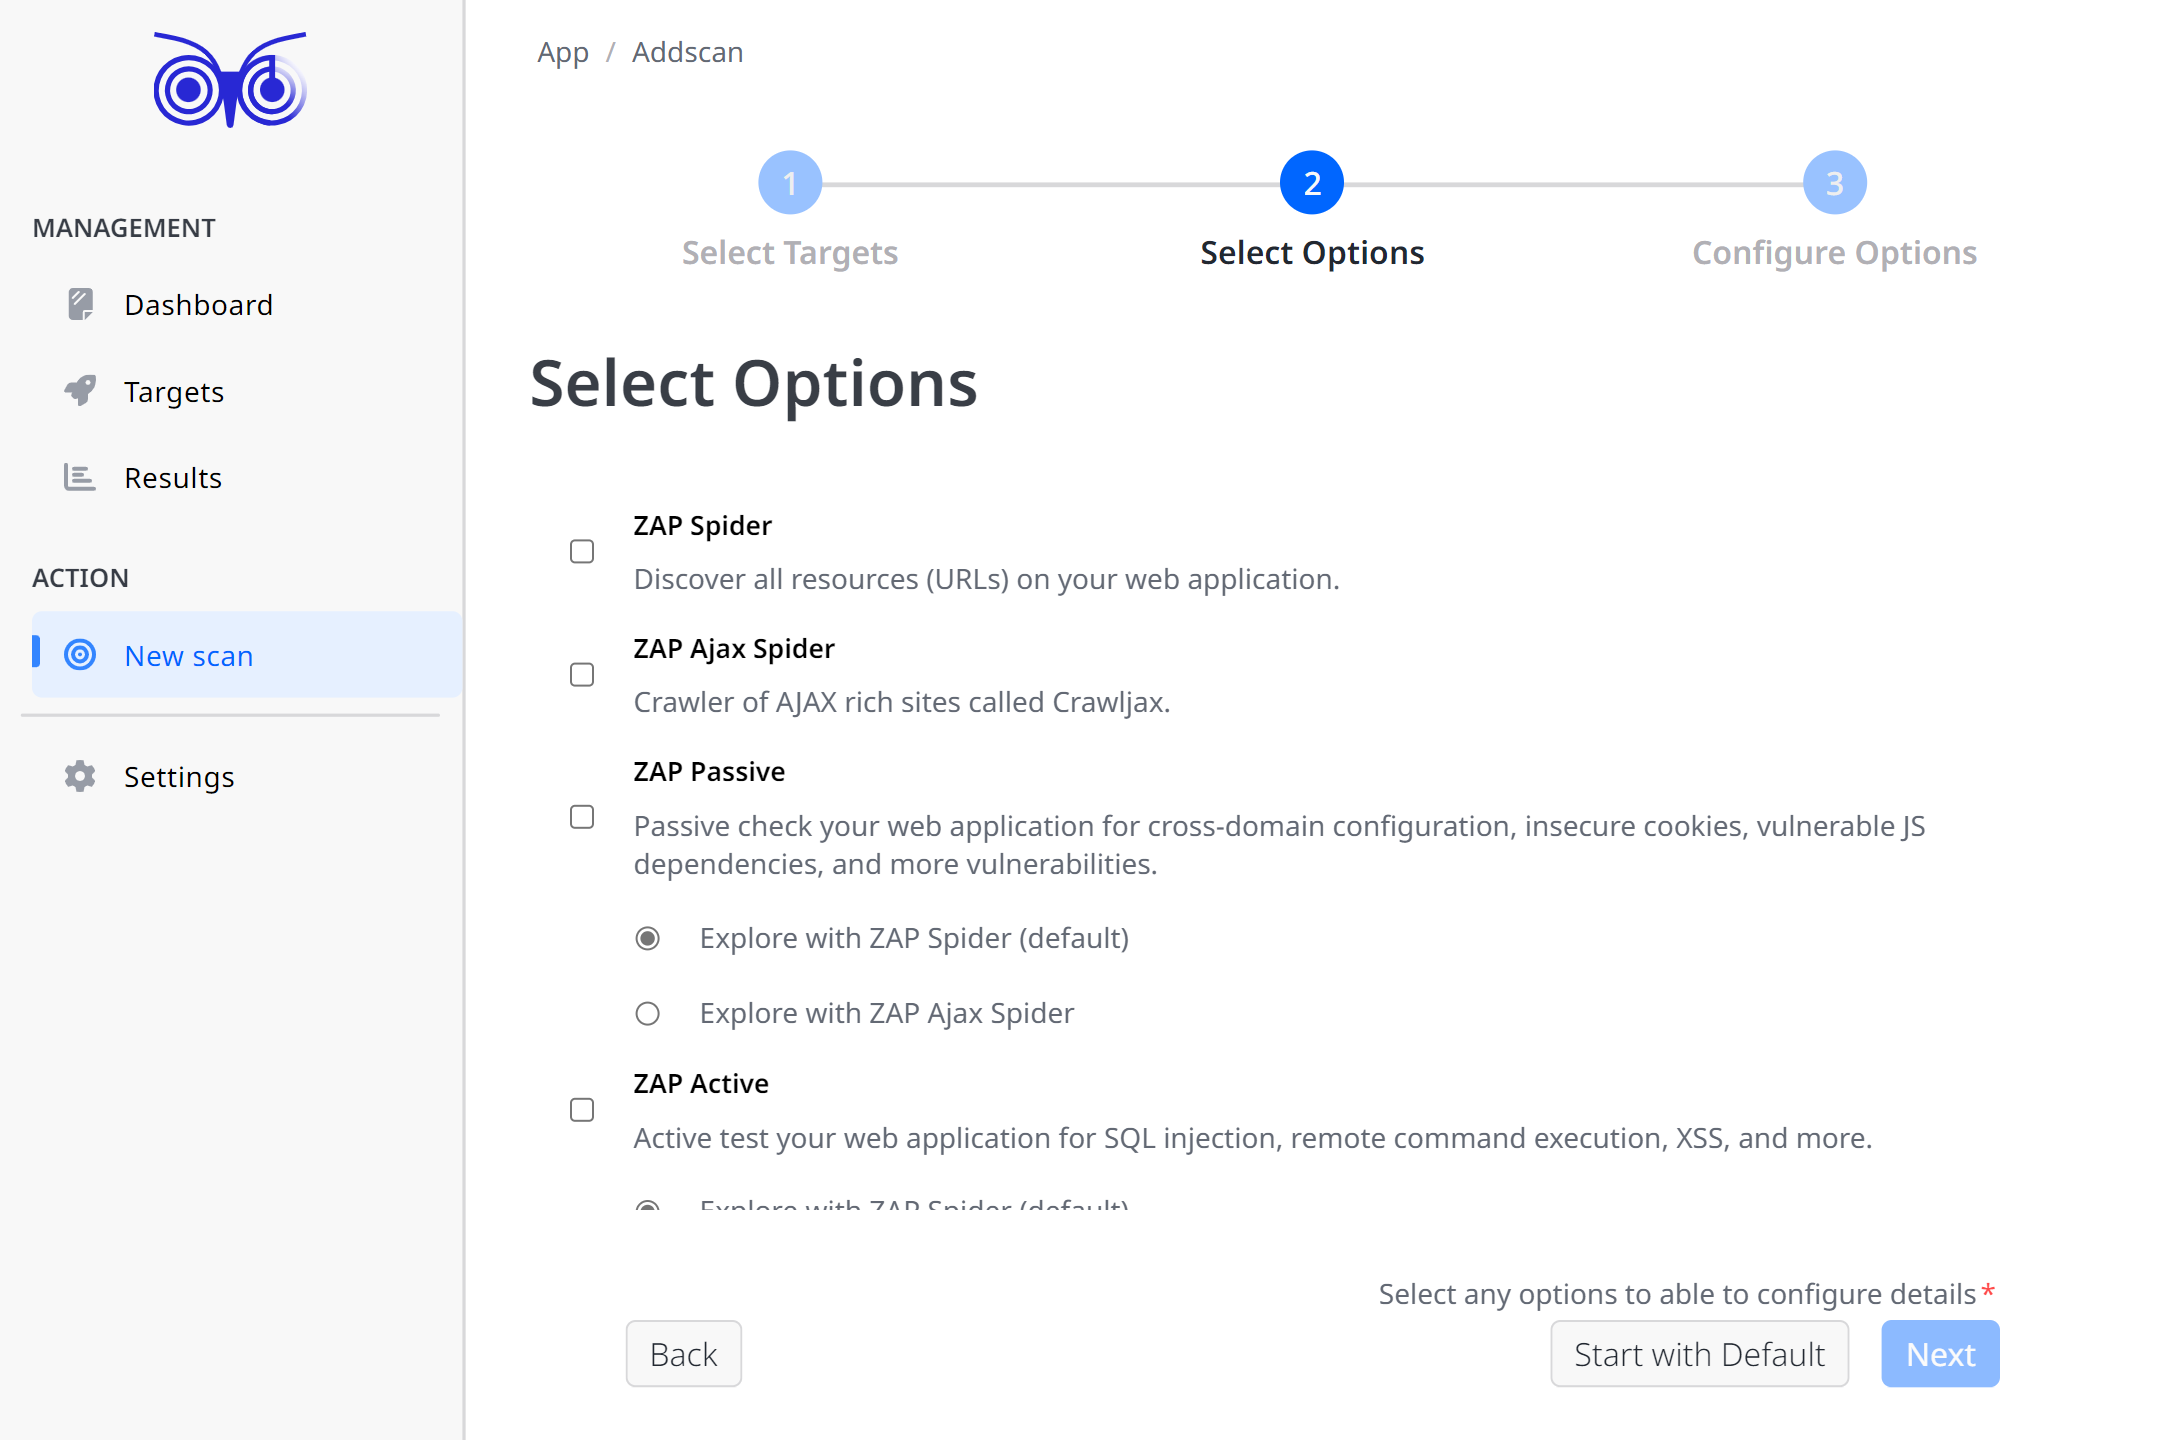 App / Addscan
MANAGEMENT
Dashboard
Targets
Results
ACTION
New scan
Settings
1
2
3
Select Targets
Select Options
Configure Options
Select Options
ZAP Spider
Discover all resources (URLs) on your web application.
ZAP Ajax Spider
Crawler of AJAX rich sites called Crawljax.
ZAP Passive
Passive check your web application for cross-domain configuration, insecure cookies, vulnerable JS
dependencies, and more vulnerabilities.
Explore with ZAP Spider (default)
Explore with ZAP Ajax Spider
ZAP Active
Active test your web application for SQL injection, remote command execution, XSS, and more.
Explore with ZAP Spider (default)
Select any options to able to configure details*
Back
Start with Default
Next